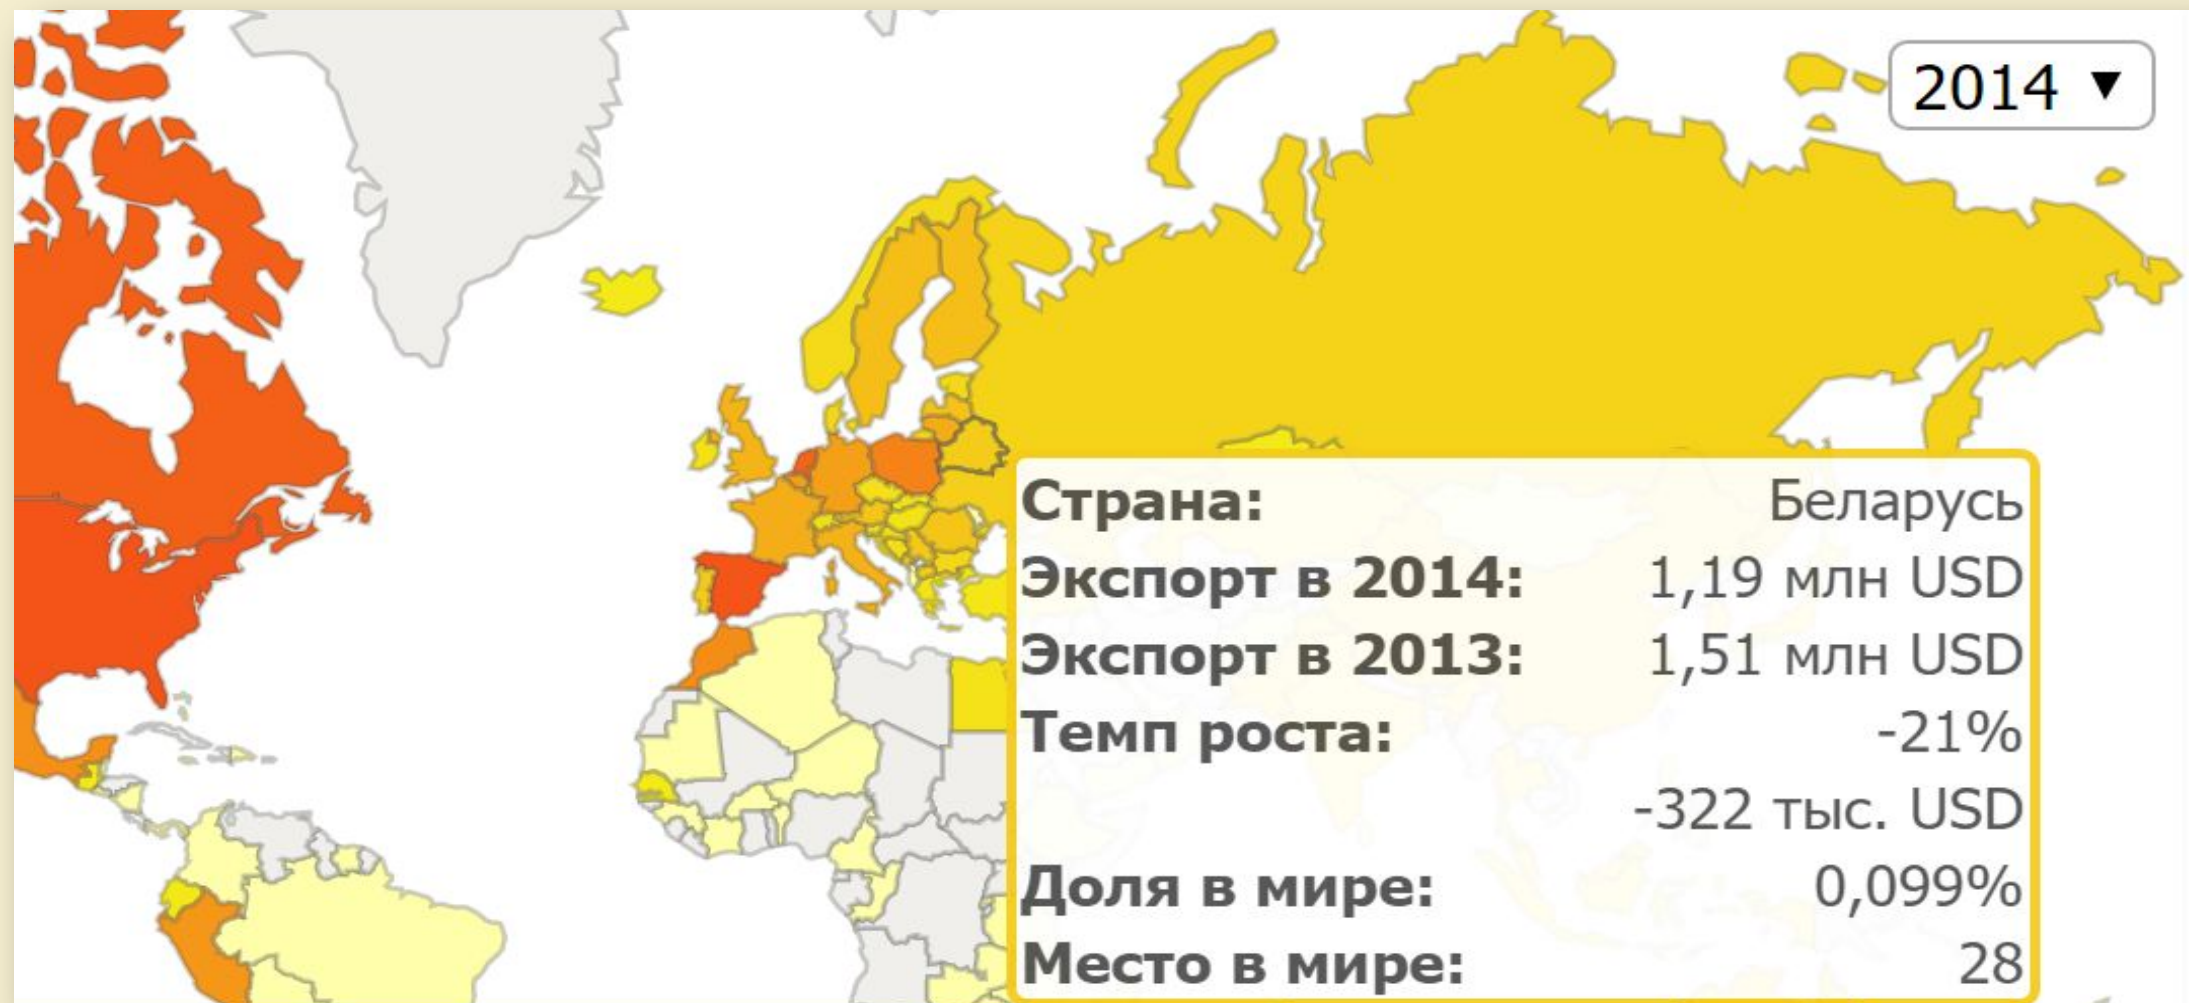 2014 ▼
Страна: Беларусь
Экспорт в 2014: 1,19 млн USD
Экспорт в 2013: 1,51 млн USD
Темп роста: -21%
-322 тыс. USD
Доля в мире: 0,099%
Место в мире: 28